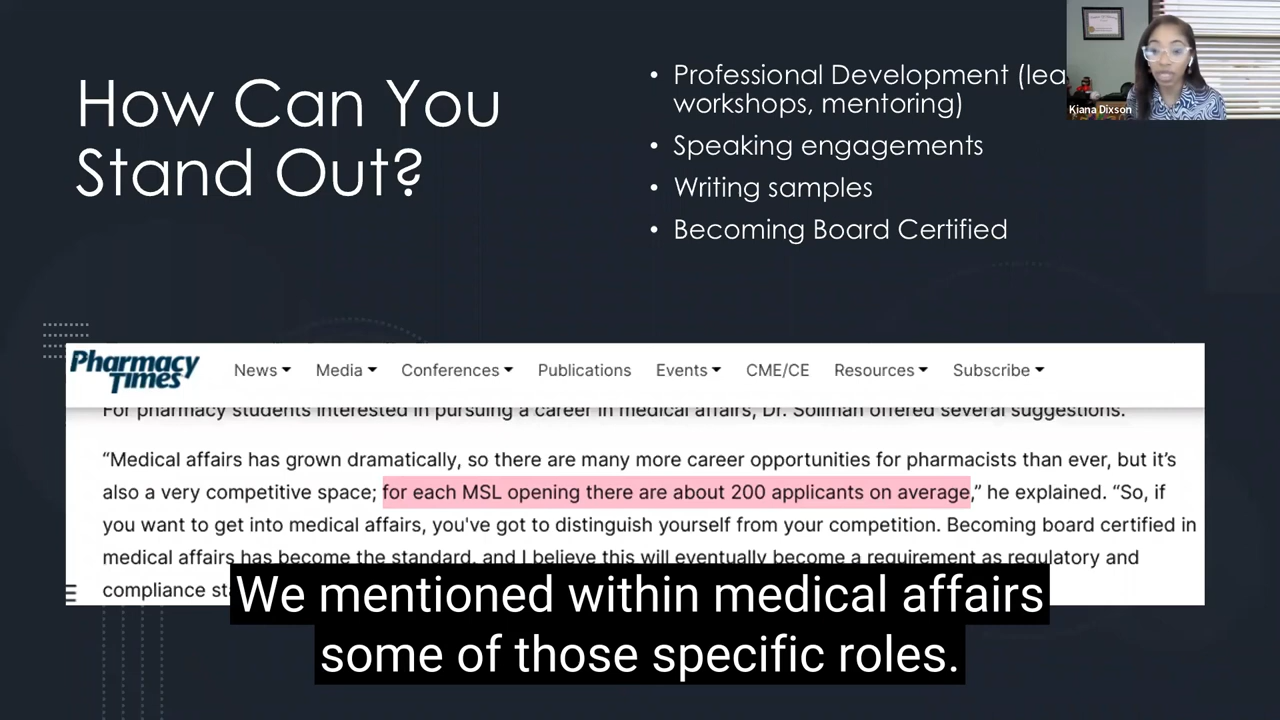 How Can You
Stand Out?
• Professional Development (lea
workshops, mentoring)
• Speaking engagements
• Writing samples
• Becoming Board Certified
Kiana Dixson
Pharmacy
Times
News Media Conferences Publications Events CME/CE Resources Subscribe
For pharmacy students interested in pursuing a career in medical affairs, Dr. Soliman offered several suggestions.
“Medical affairs has grown dramatically, so there are many more career opportunities for pharmacists than ever, but it’s
also a very competitive space; for each MSL opening there are about 200 applicants on average,” he explained. “So, if
you want to get into medical affairs, you've got to distinguish yourself from your competition. Becoming board certified in
medical affairs has become the standard, and I believe this will eventually become a requirement as regulatory and
compliance
We mentioned within medical affairs
some of those specific roles.